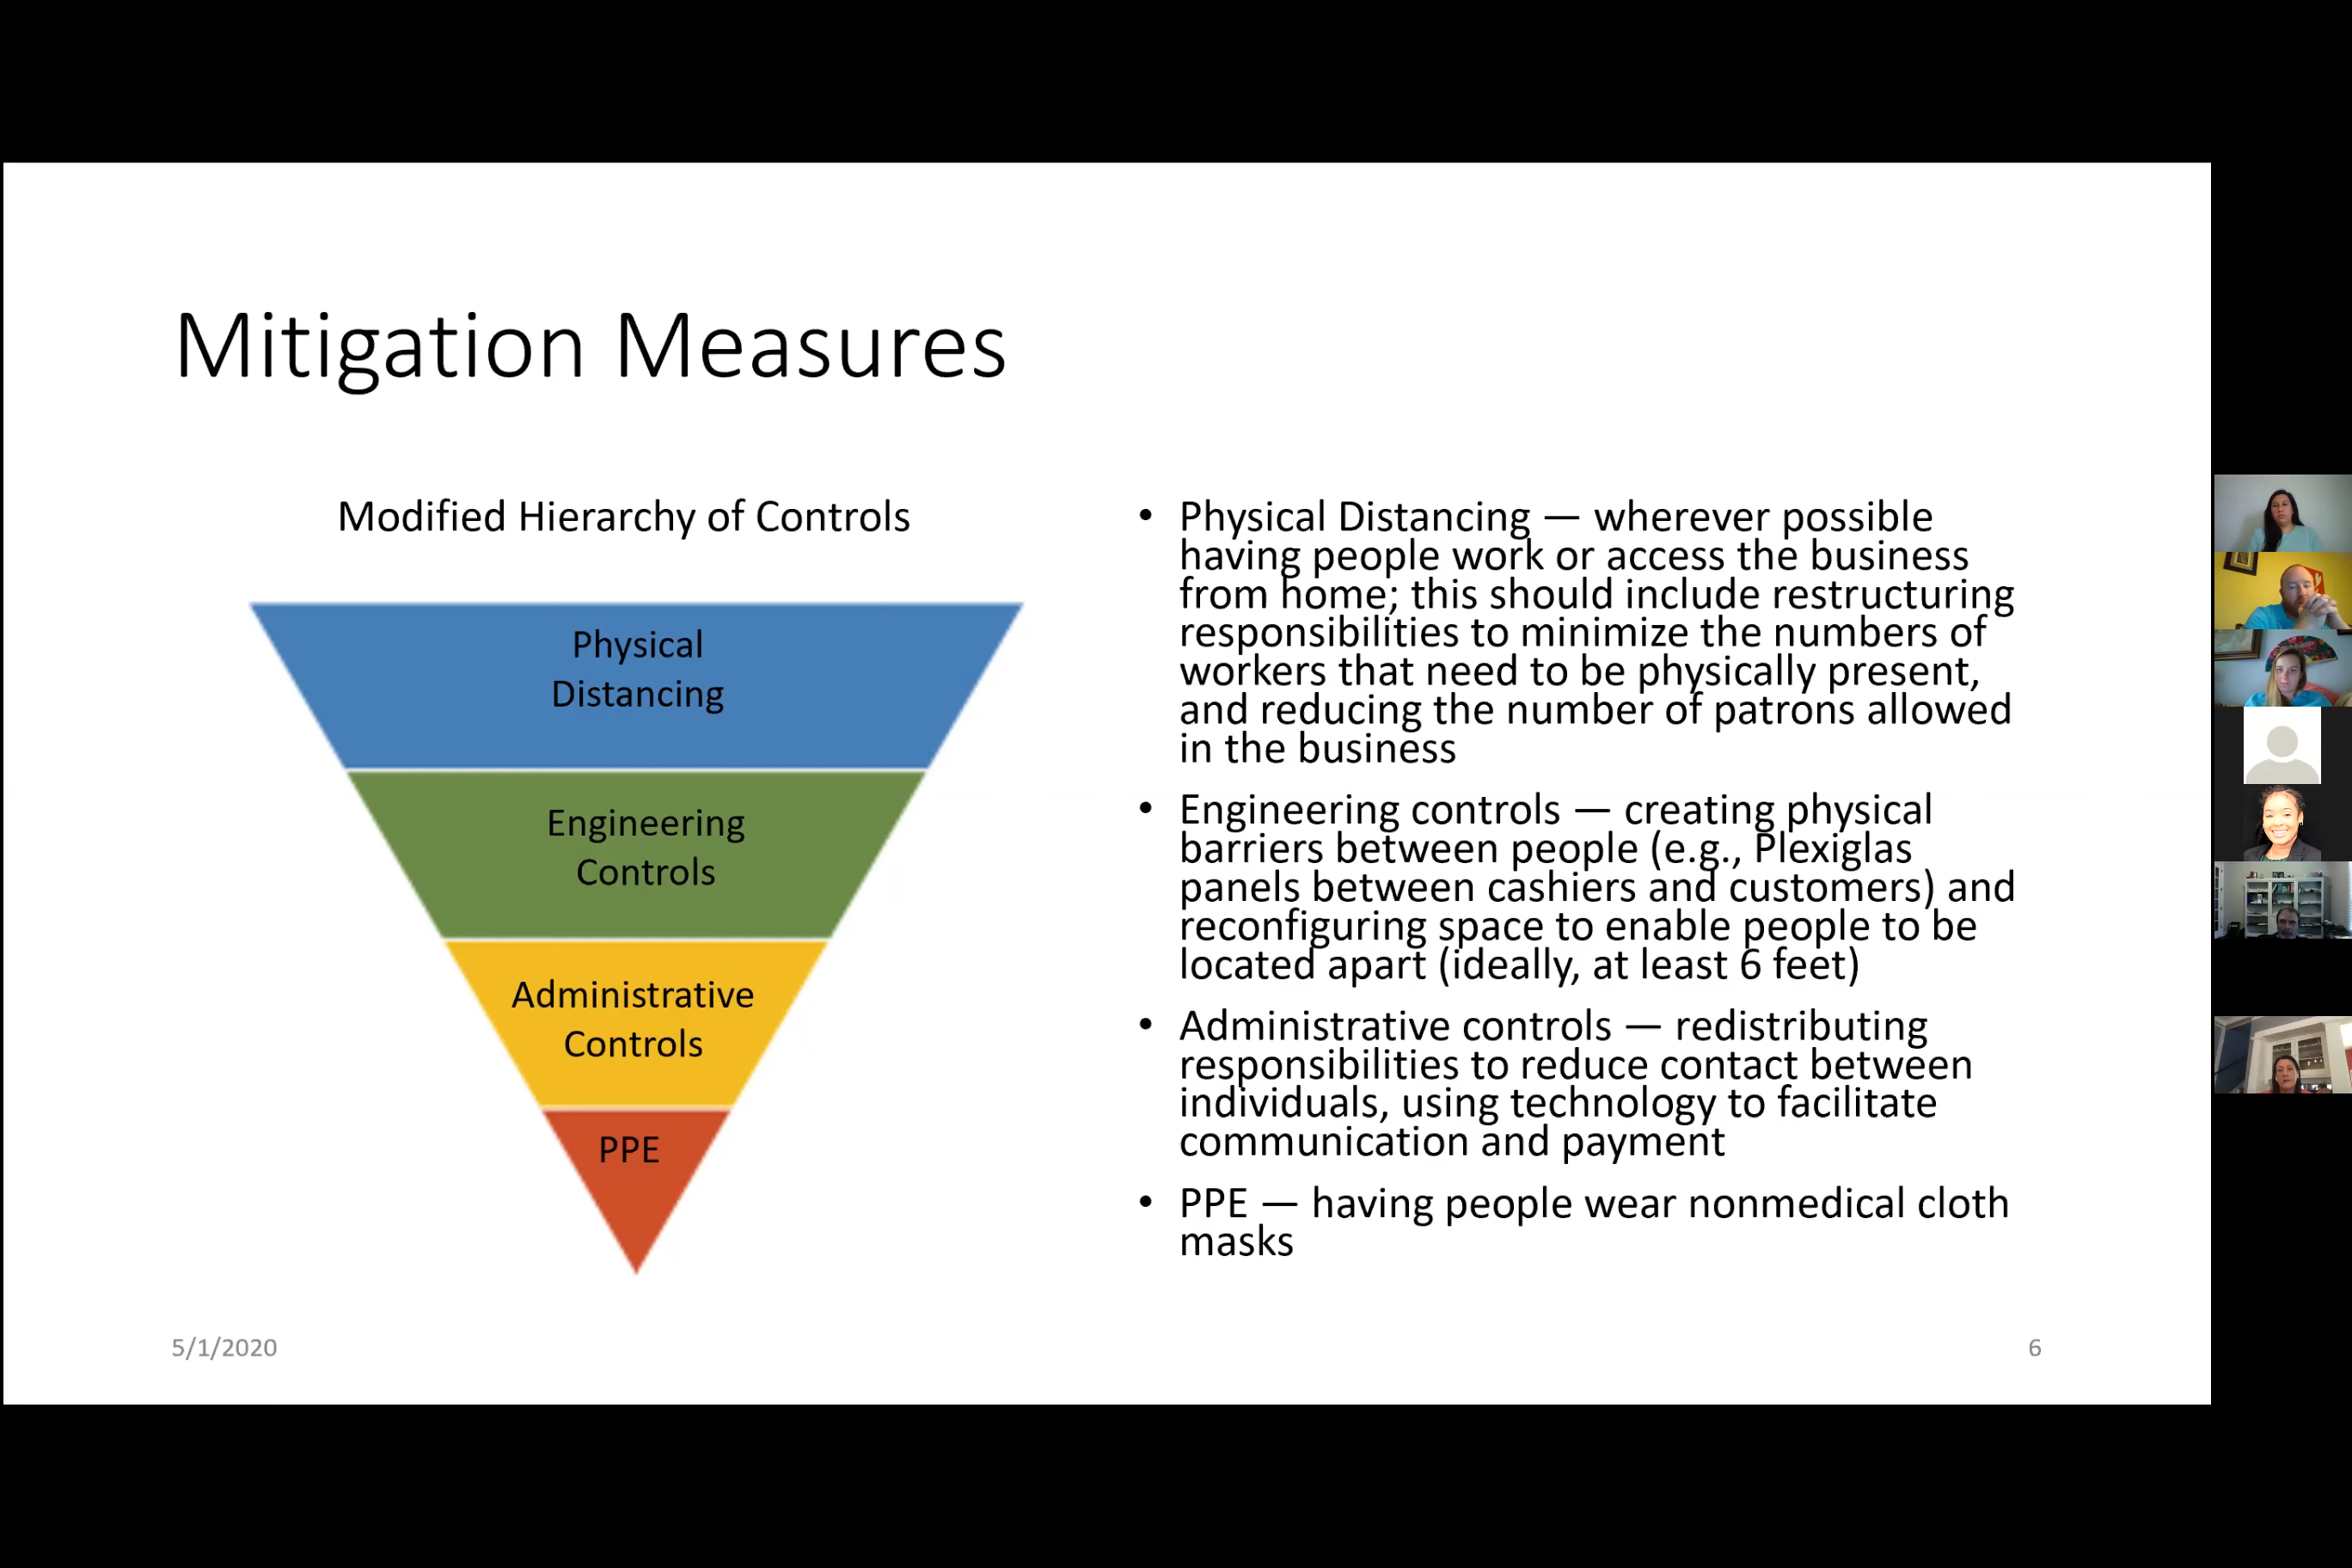 Mitigation Measures
Modified Hierarchy of Controls
Physical
Distancing
Engineering
Controls
Administrative
Controls
PPE
• Physical Distancing — wherever possible
having people work or access the business
from home; this should include restructuring
responsibilities to minimize the numbers of
workers that need to be physically present,
and reducing the number of patrons allowed
in the business
• Engineering controls — creating physical
barriers between people (e.g., Plexiglas
panels between cashiers and customers) and
reconfiguring space to enable people to be
located apart (ideally, at least 6 feet)
• Administrative controls — redistributing
responsibilities to reduce contact between
individuals, using technology to facilitate
communication and payment
• PPE — having people wear nonmedical cloth
masks
5/1/2020
6